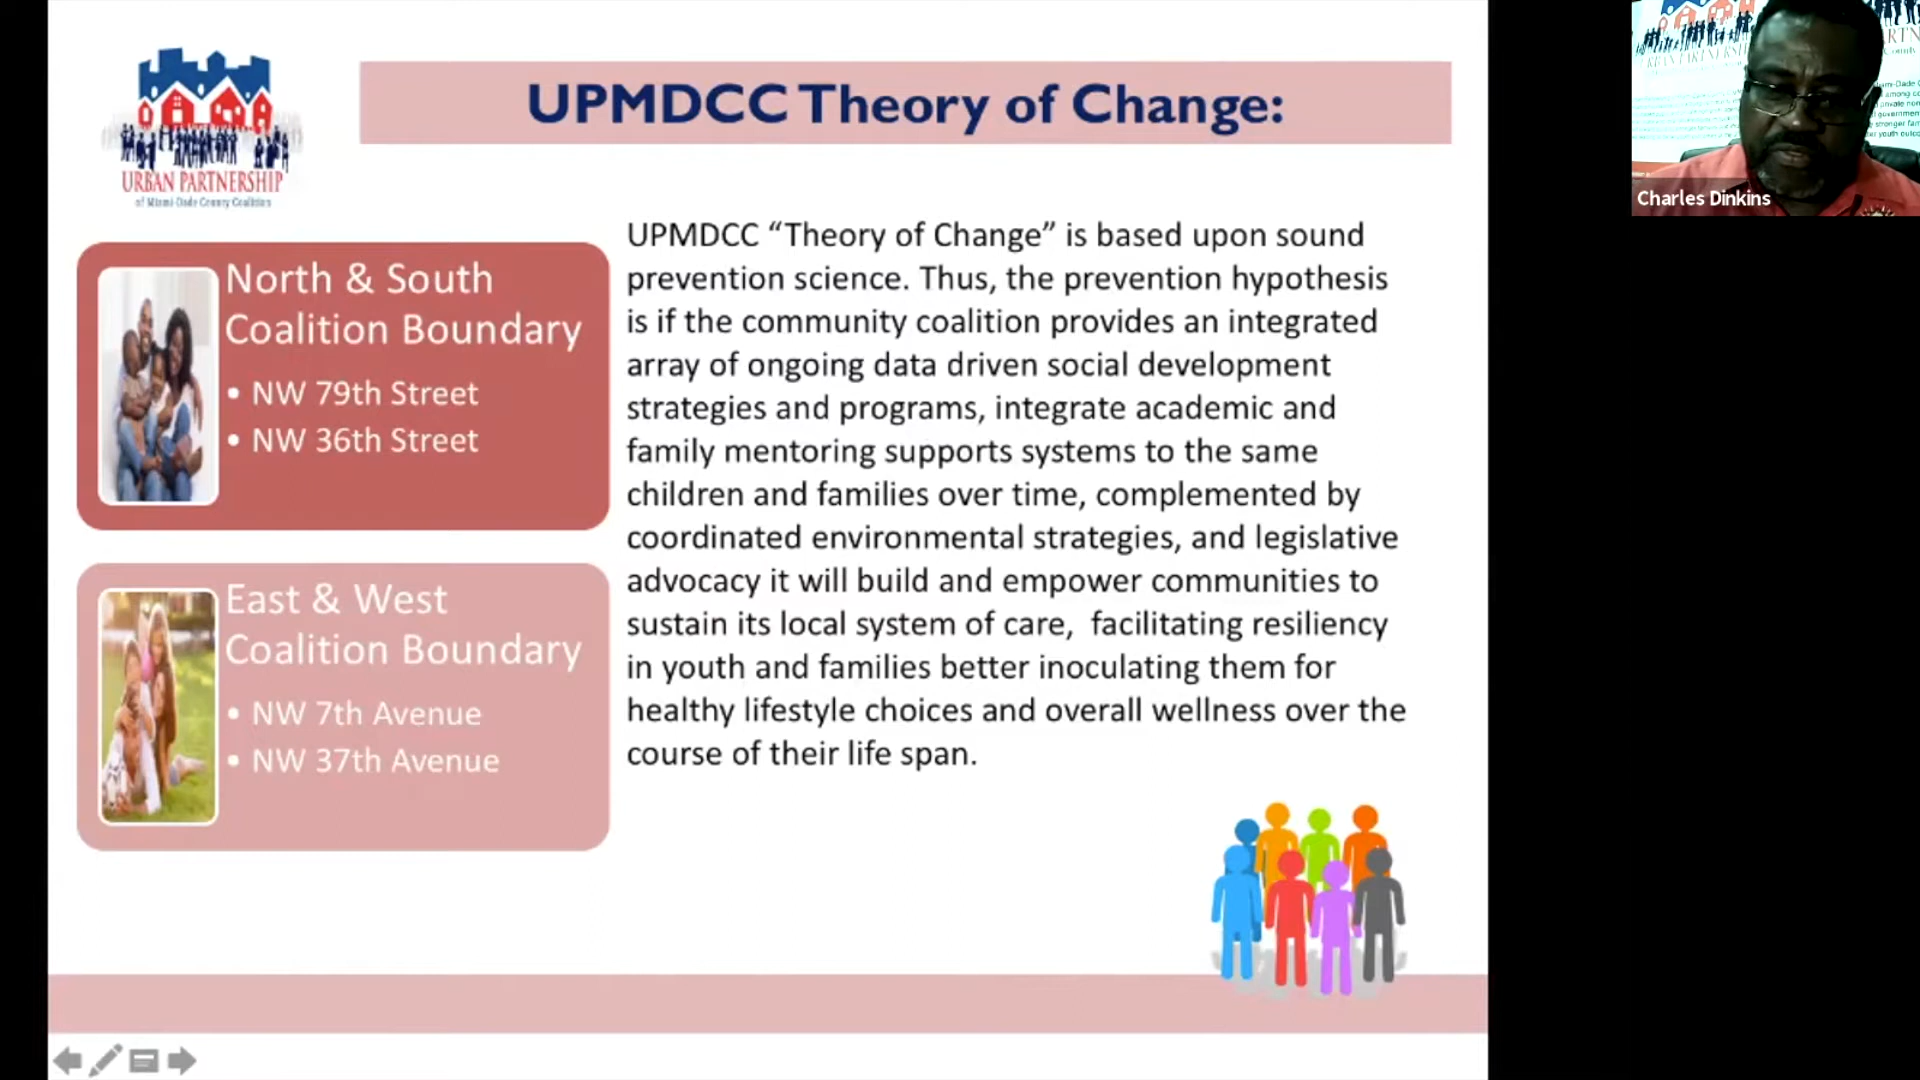 UPMDCC Theory of Change:
URBAN PARTNERSHIP
of Miami-Dade County Coalition
North & South
Coalition Boundary
• NW 79th Street
• NW 36th Street
East & West
Coalition Boundary
• NW 7th Avenue
• NW 37th Avenue
UPMDCC “Theory of Change” is based upon sound
prevention science. Thus, the prevention hypothesis
is if the community coalition provides an integrated
array of ongoing data driven social development
strategies and programs, integrate academic and
family mentoring supports systems to the same
children and families over time, complemented by
coordinated environmental strategies, and legislative
advocacy it will build and empower communities to
sustain its local system of care,  facilitating resiliency
in youth and families better inoculating them for
healthy lifestyle choices and overall wellness over the
course of their life span.
Charles Dinkins